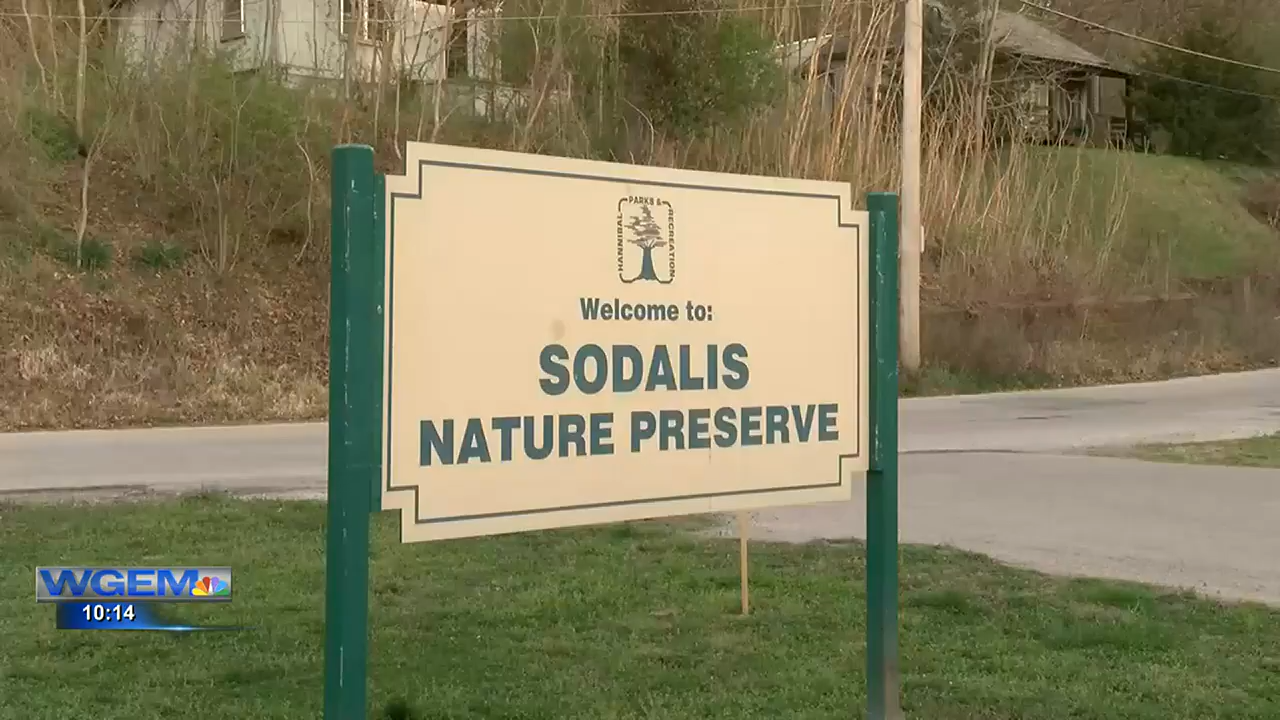 HANNIBAL PARKS & RECREATION
Welcome to:
SODALIS
NATURE PRESERVE
WGEM
10:14